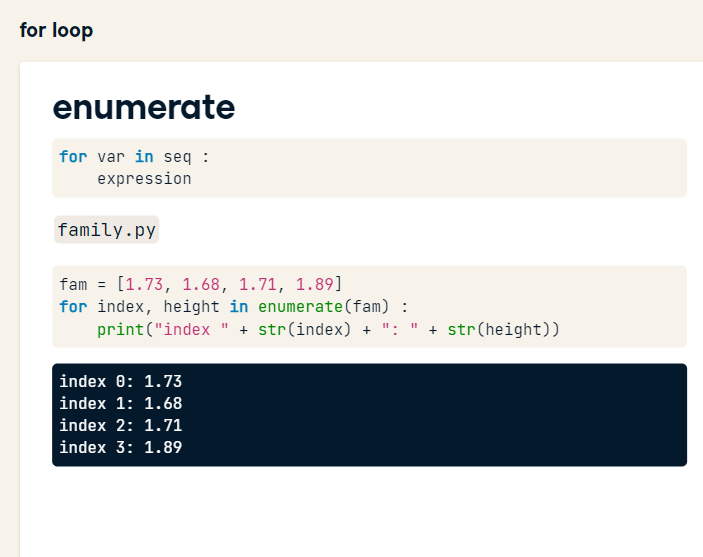 for loop
enumerate
for var in seq :
    expression
family.py
fam = [1.73, 1.68, 1.71, 1.89]
for index, height in enumerate(fam) :
    print("index " + str(index) + ": " + str(height))
index 0: 1.73
index 1: 1.68
index 2: 1.71
index 3: 1.89